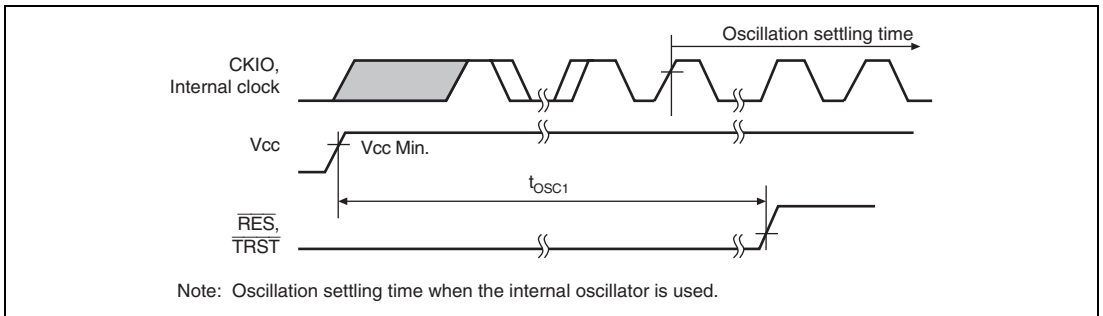 Oscillation settling time
CKIO,
Internal clock
Vcc
Vcc Min.
tOSC1
RES,
TRST
Note: Oscillation settling time when the internal oscillator is used.